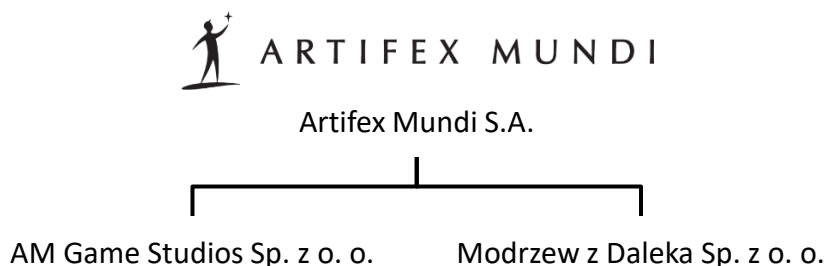 ARTIFEX MUNDI
Artifex Mundi S.A.
AM Game Studios Sp. z o. o.
Modrzew z Daleka Sp. z o. o.